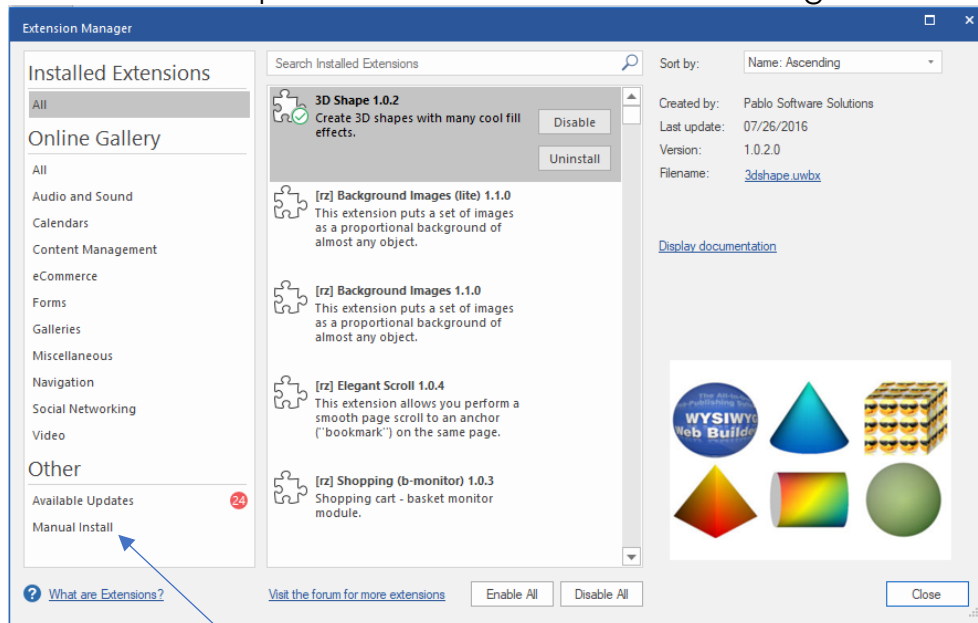 Extension Manager
Installed Extensions
All
Online Gallery
All
Audio and Sound
Calendars
Content Management
eCommerce
Forms
Galleries
Miscellaneous
Navigation
Social Networking
Video
Other
Available Updates 24
Manual Install
What are Extensions?
Search Installed Extensions
3D Shape 1.0.2
Create 3D shapes with many cool fill
effects.
Disable
Uninstall
[rz] Background Images (lite) 1.1.0
This extension puts a set of images
as a proportional background of
almost any object.
[rz] Background Images 1.1.0
This extension puts a set of images
as a proportional background of
almost any object.
[rz] Elegant Scroll 1.0.4
This extension allows you perform a
smooth page scroll to an anchor
("bookmark") on the same page.
[rz] Shopping (b-monitor) 1.0.3
Shopping cart - basket monitor
module.
Visit the forum for more extensions
Enable All
Disable All
Sort by: Name: Ascending
Created by: Pablo Software Solutions
Last update: 07/26/2016
Version: 1.0.2.0
Filename: 3dshape.uwbx
Display documentation
WYSIWYG
Web Builder
Close